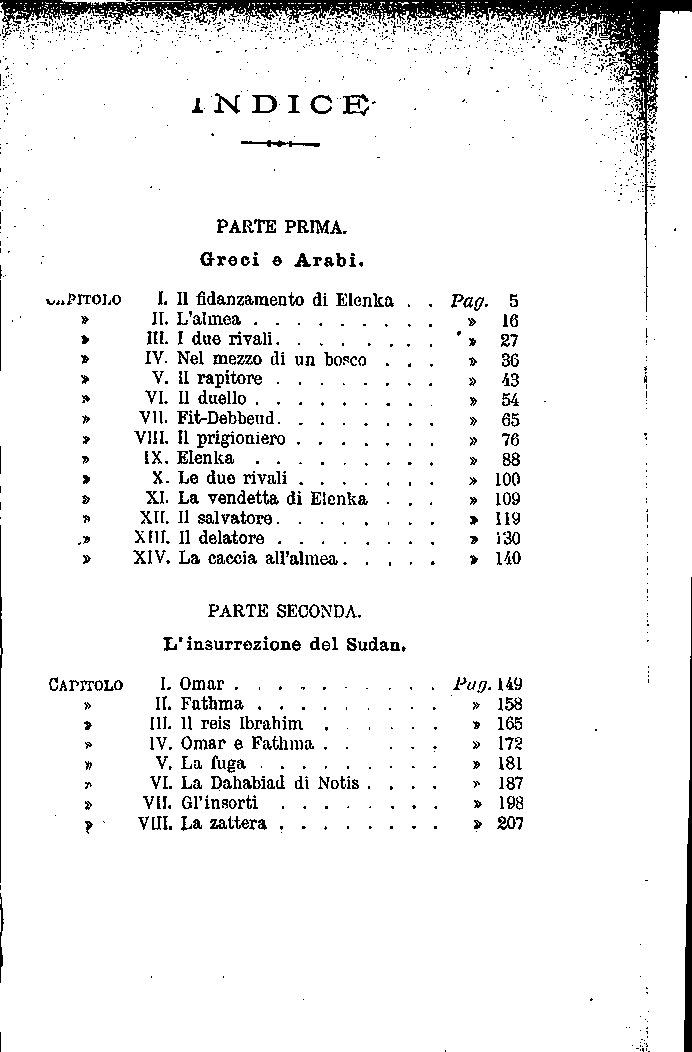 INDICE
PARTE PRIMA.
Greci e Arabi.
CAPITOLO I. Il fidanzamento di Elenka . . Pag. 5
» II. L'almea . . . . . . . . . » 16
» III. I due rivali. . . . . . . . » 27
» IV. Nel mezzo di un bosco . . . » 36
» V. Il rapitore . . . . . . . . » 43
» VI. Il duello . . . . . . . . . » 54
» VII. Fit-Debbeud. . . . . . . . » 65
» VIII. Il prigioniero . . . . . . . » 76
» IX. Elenka . . . . . . . . . » 88
» X. Le due rivali . . . . . . . » 100
» XI. La vendetta di Elenka . . . » 109
» XII. Il salvatore. . . . . . . . » 119
» XIII. Il delatore . . . . . . . . » 130
» XIV. La caccia all'almea. . . . . » 140
PARTE SECONDA.
L'insurrezione del Sudan.
CAPITOLO I. Omar . . . . . . . . . . Pag. 149
» II. Fathma . . . . . . . . . » 158
» III. Il reis Ibrahim . . . . . . » 165
» IV. Omar e Fathma . . . . . . » 172
» V. La fuga . . . . . . . . . » 181
» VI. La Dahabiad di Notis . . . . » 187
» VII. Gl'insorti . . . . . . . . » 198
» VIII. La zattera . . . . . . . . » 207